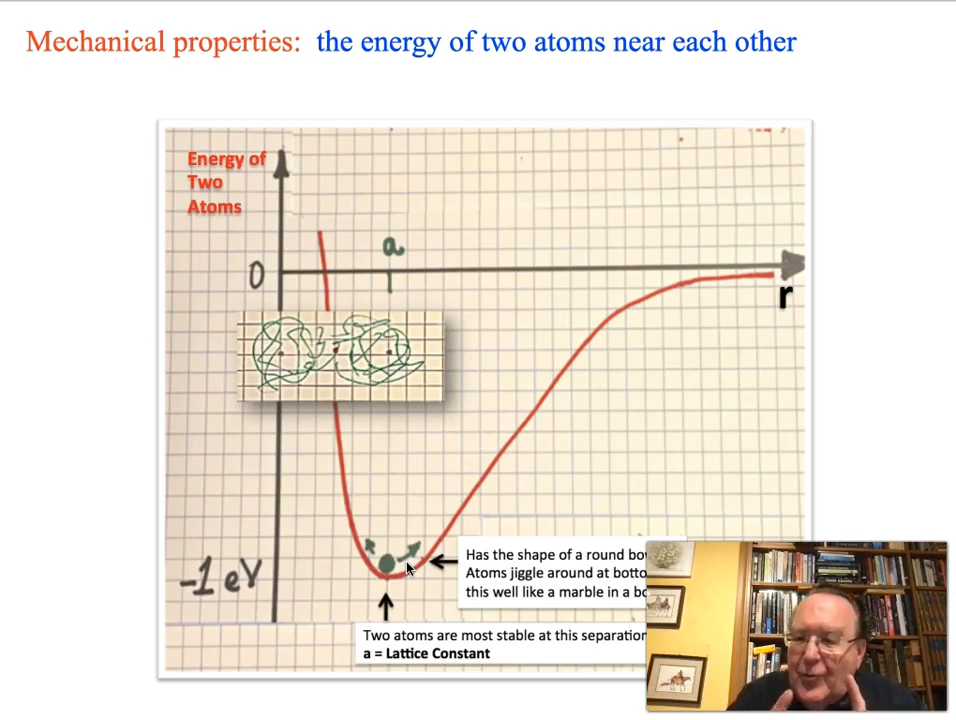 Mechanical properties: the energy of two atoms near each other
Energy of
Two
Atoms
a
0
r
Has the shape of a round
Atoms jiggle around at
this well like a marble in a
-1 eV
Two atoms are most stable at this separation
a = Lattice Constant